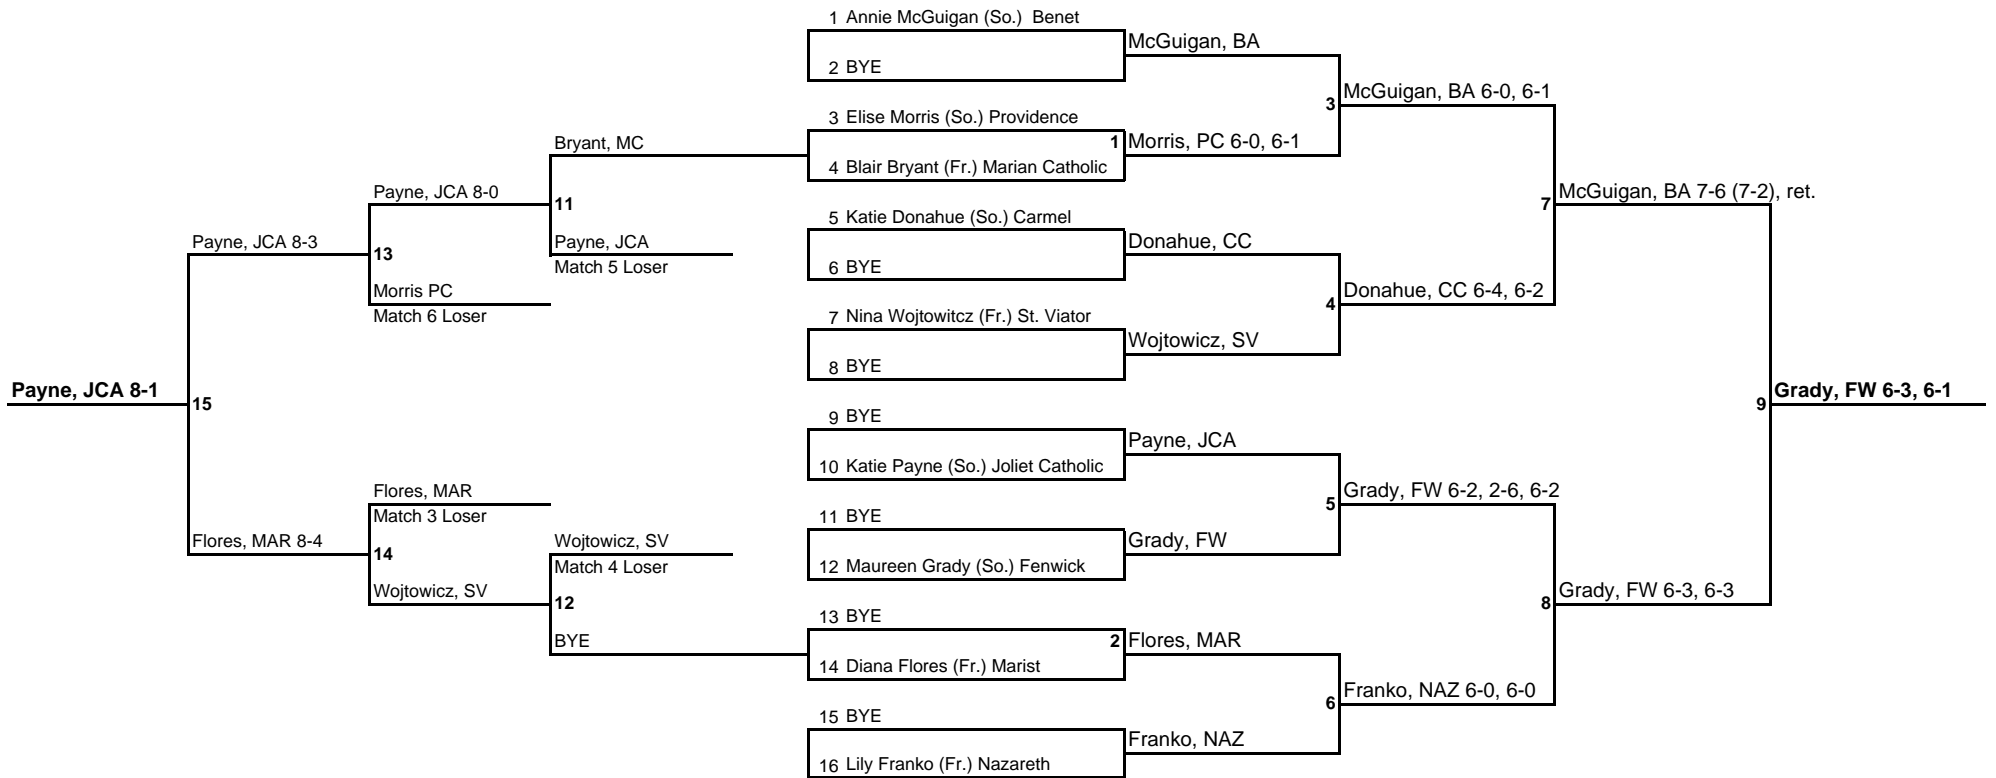 1 Annie McGuigan (So.) Benet
McGuigan, BA
2 BYE
McGuigan, BA 6-0, 6-1
3
3 Elise Morris (So.) Providence
Bryant, MC
1 Morris, PC 6-0, 6-1
4 Blair Bryant (Fr.) Marian Catholic
Payne, JCA 8-0
McGuigan, BA 7-6 (7-2), ret.
11
7
5 Katie Donahue (So.) Carmel
Payne, JCA 8-3
Payne, JCA
Donahue, CC
13
Match 5 Loser
6 BYE
Morris PC
Donahue, CC 6-4, 6-2
4
Match 6 Loser
7 Nina Wojtowitcz (Fr.) St. Viator
Wojtowicz, SV
8 BYE
Payne, JCA 8-1
Grady, FW 6-3, 6-1
15
9
9 BYE
Payne, JCA
10 Katie Payne (So.) Joliet Catholic
Flores, MAR
Grady, FW 6-2, 2-6, 6-2
5
Match 3 Loser
11 BYE
Flores, MAR 8-4
Wojtowicz, SV
Grady, FW
14
Match 4 Loser
12 Maureen Grady (So.) Fenwick
Wojtowicz, SV
Grady, FW 6-3, 6-3
12
8
13 BYE
BYE
2 Flores, MAR
14 Diana Flores (Fr.) Marist
Franko, NAZ 6-0, 6-0
6
15 BYE
Franko, NAZ
16 Lily Franko (Fr.) Nazareth